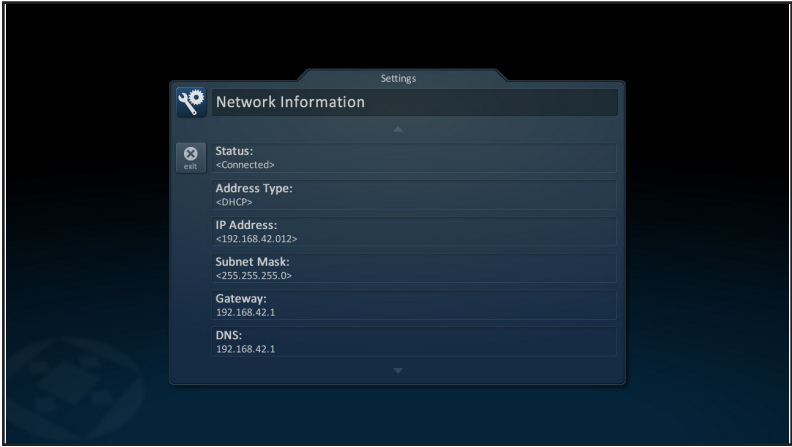 Settings
Network Information
exit
Status:
<Connected>
Address Type:
<DHCP>
IP Address:
<192.168.42.012>
Subnet Mask:
<255.255.255.0>
Gateway:
192.168.42.1
DNS:
192.168.42.1